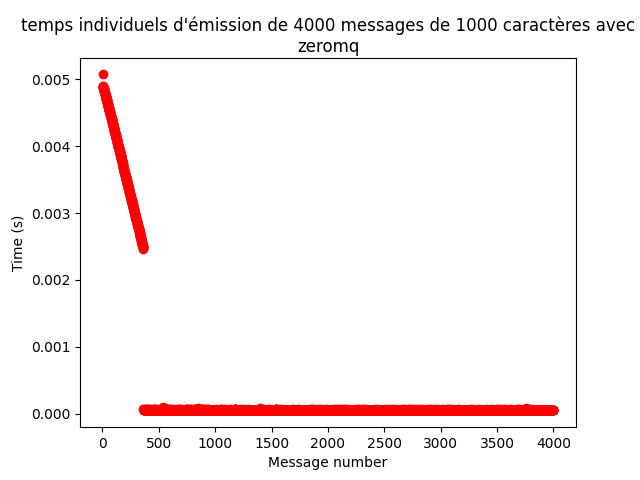 temps individuels d'émission de 4000 messages de 1000 caractères avec
zeromq
0.005
0.004
0.003
0.002
0.001
0.000
Time (s)
0 500 1000 1500 2000 2500 3000 3500 4000
Message number